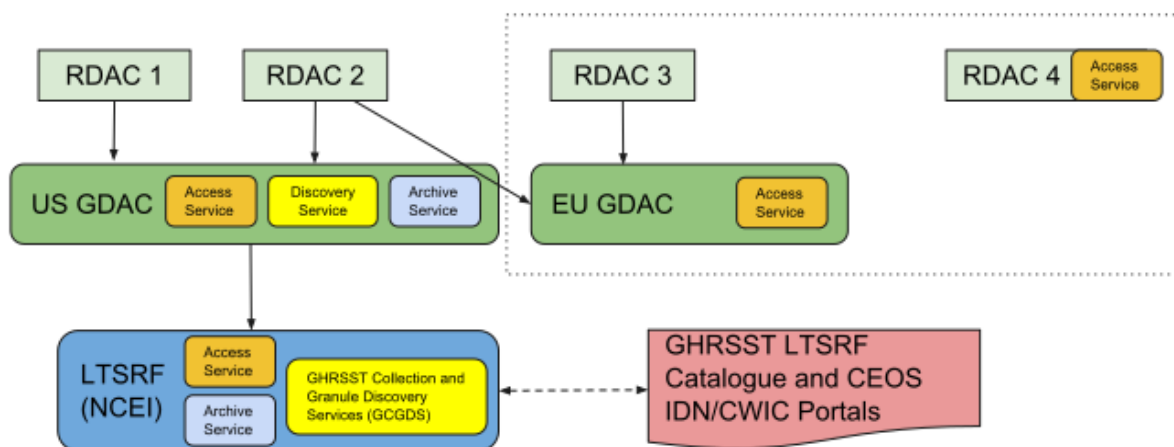 RDAC 1
RDAC 2
RDAC 3
RDAC 4
Access
Service
US GDAC
Access
Service
Discovery
Service
Archive
Service
EU GDAC
Access
Service
LTSRF
(NCEI)
Access
Service
Archive
Service
GHRSST Collection and
Granule Discovery
Services (GCGDS)
GHRSST LTSRF
Catalogue and CEOS
IDN/CWIC Portals